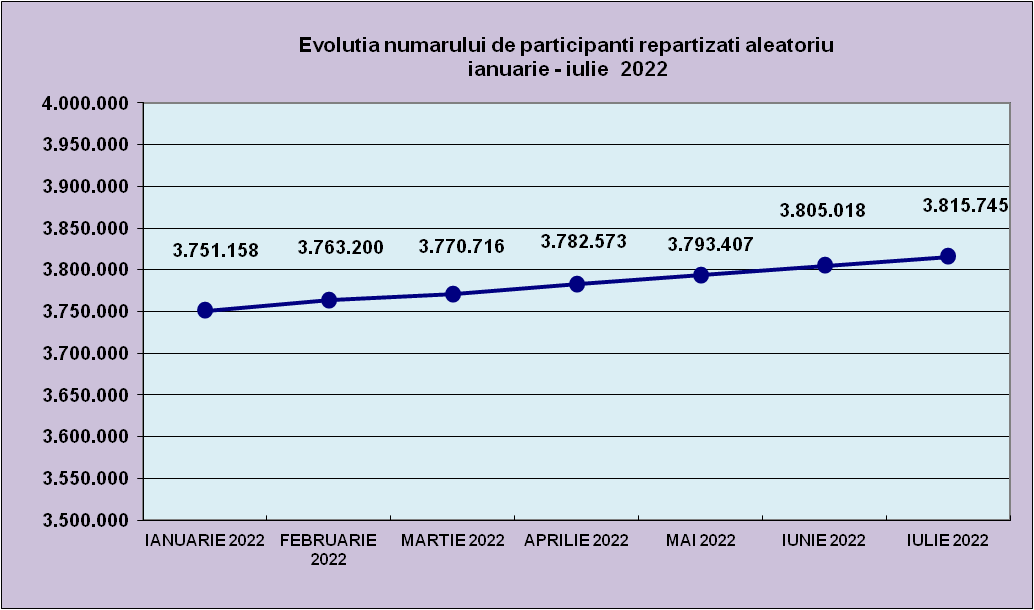 Evolutia numarului de participanti repartizati aleatoriu
ianuarie - iulie  2022
4.000.000
3.950.000
3.900.000
3.850.000
3.800.000
3.750.000
3.700.000
3.650.000
3.600.000
3.550.000
3.500.000
3.751.158
3.763.200
3.770.716
3.782.573
3.793.407
3.805.018
3.815.745
IANUARIE 2022
FEBRUARIE
2022
MARTIE 2022
APRILIE 2022
MAI 2022
IUNIE 2022
IULIE 2022